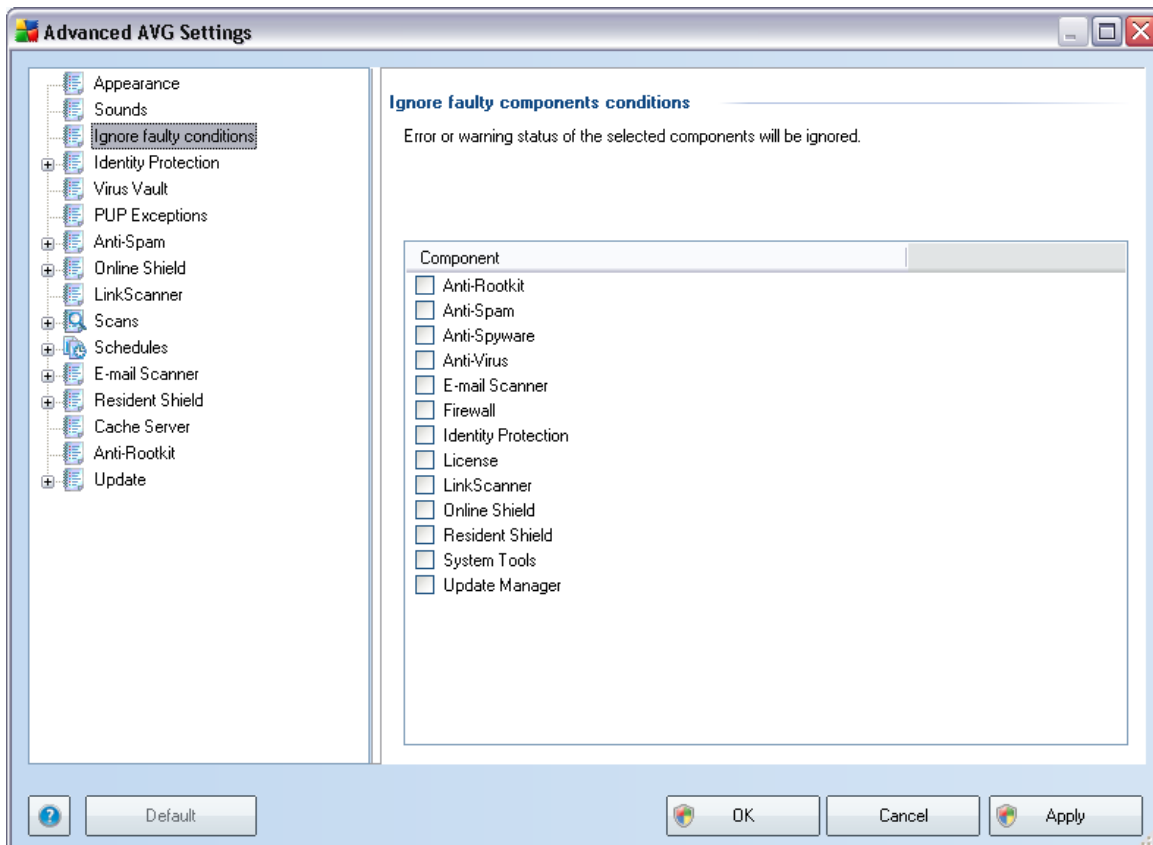 Advanced AVG Settings
Appearance
Sounds
Ignore faulty conditions
Identity Protection
Virus Vault
PUP Exceptions
Anti-Spam
Online Shield
LinkScanner
Scans
Schedules
E-mail Scanner
Resident Shield
Cache Server
Anti-Rootkit
Update
Ignore faulty components conditions
Error or warning status of the selected components will be ignored.
Component
Anti-Rootkit
Anti-Spam
Anti-Spyware
Anti-Virus
E-mail Scanner
Firewall
Identity Protection
License
LinkScanner
Online Shield
Resident Shield
System Tools
Update Manager
Default
OK
Cancel
Apply